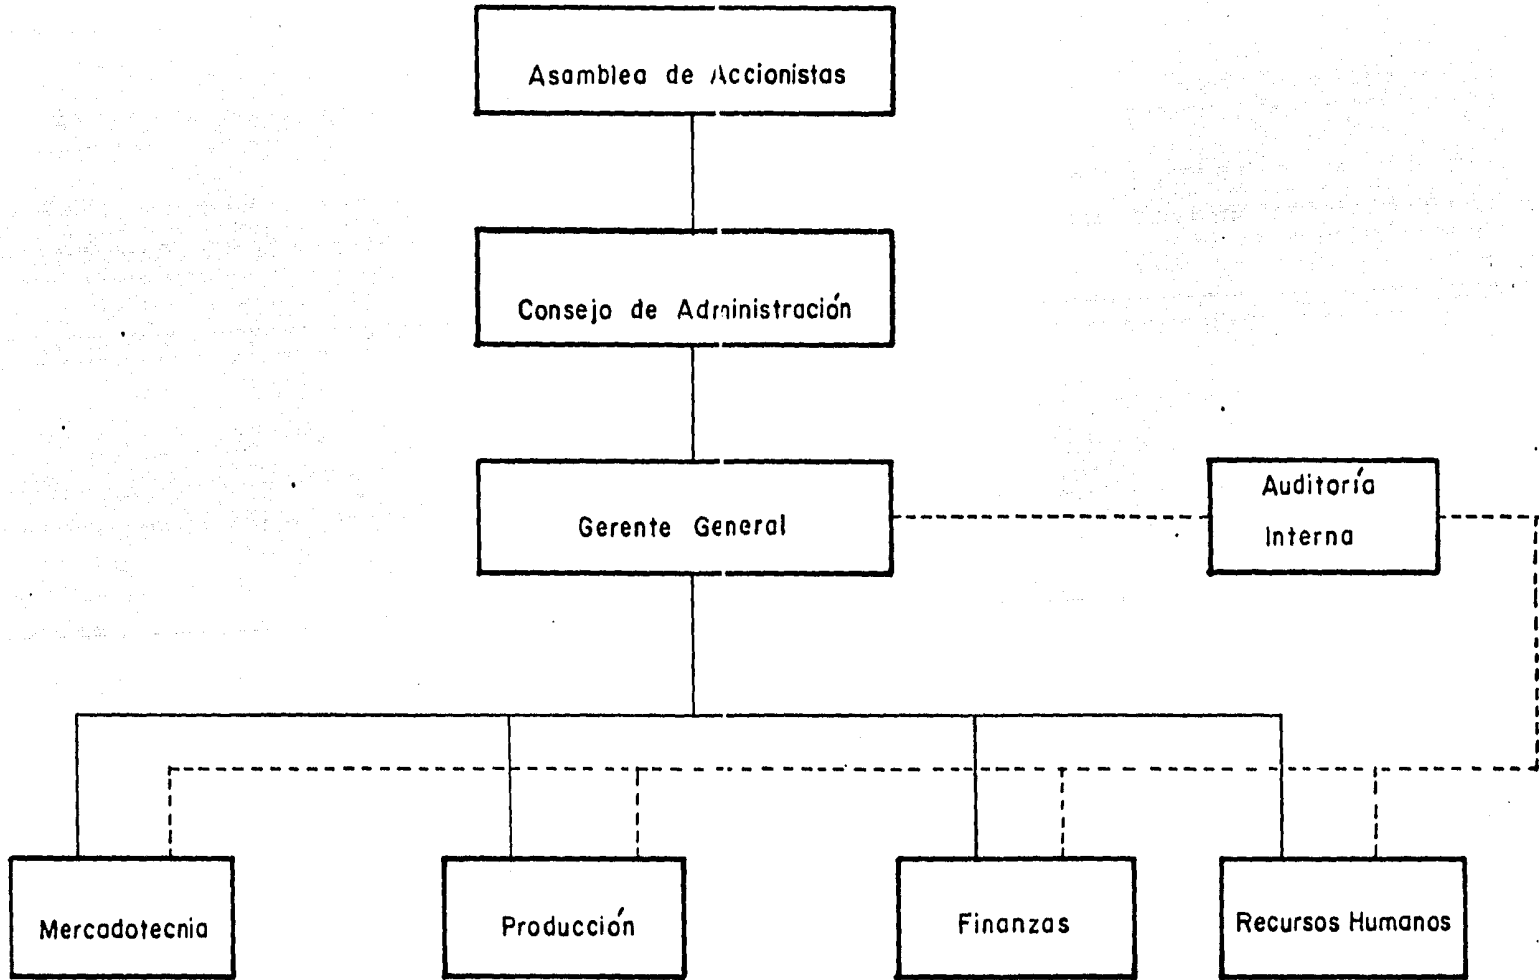 Asamblea de Accionistas
Consejo de Administración
Gerente General
Auditoría
Interna
Mercadotecnia
Producción
Finanzas
Recursos Humanos